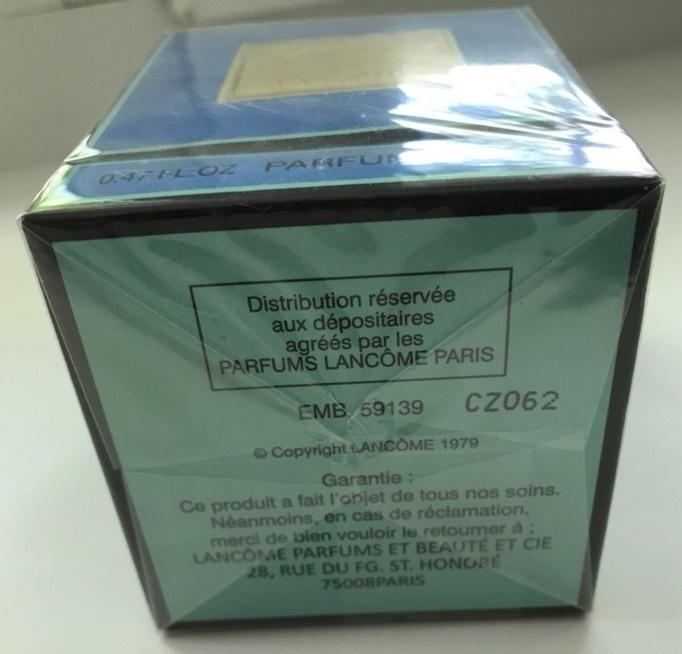 0.47 FL.OZ PARFUM
Distribution réservée
aux dépositaires
agréés par les
PARFUMS LANCÔME PARIS
EMB. 59139 CZ062
© Copyright LANCÔME 1979
Garantie :
Ce produit a fait l'objet de tous nos soins.
Néanmoins, en cas de réclamation,
merci de bien vouloir le retourner à :
LANCÔME PARFUMS ET BEAUTÉ ET CIE
28, RUE DU FG. ST. HONORÉ
75008PARIS